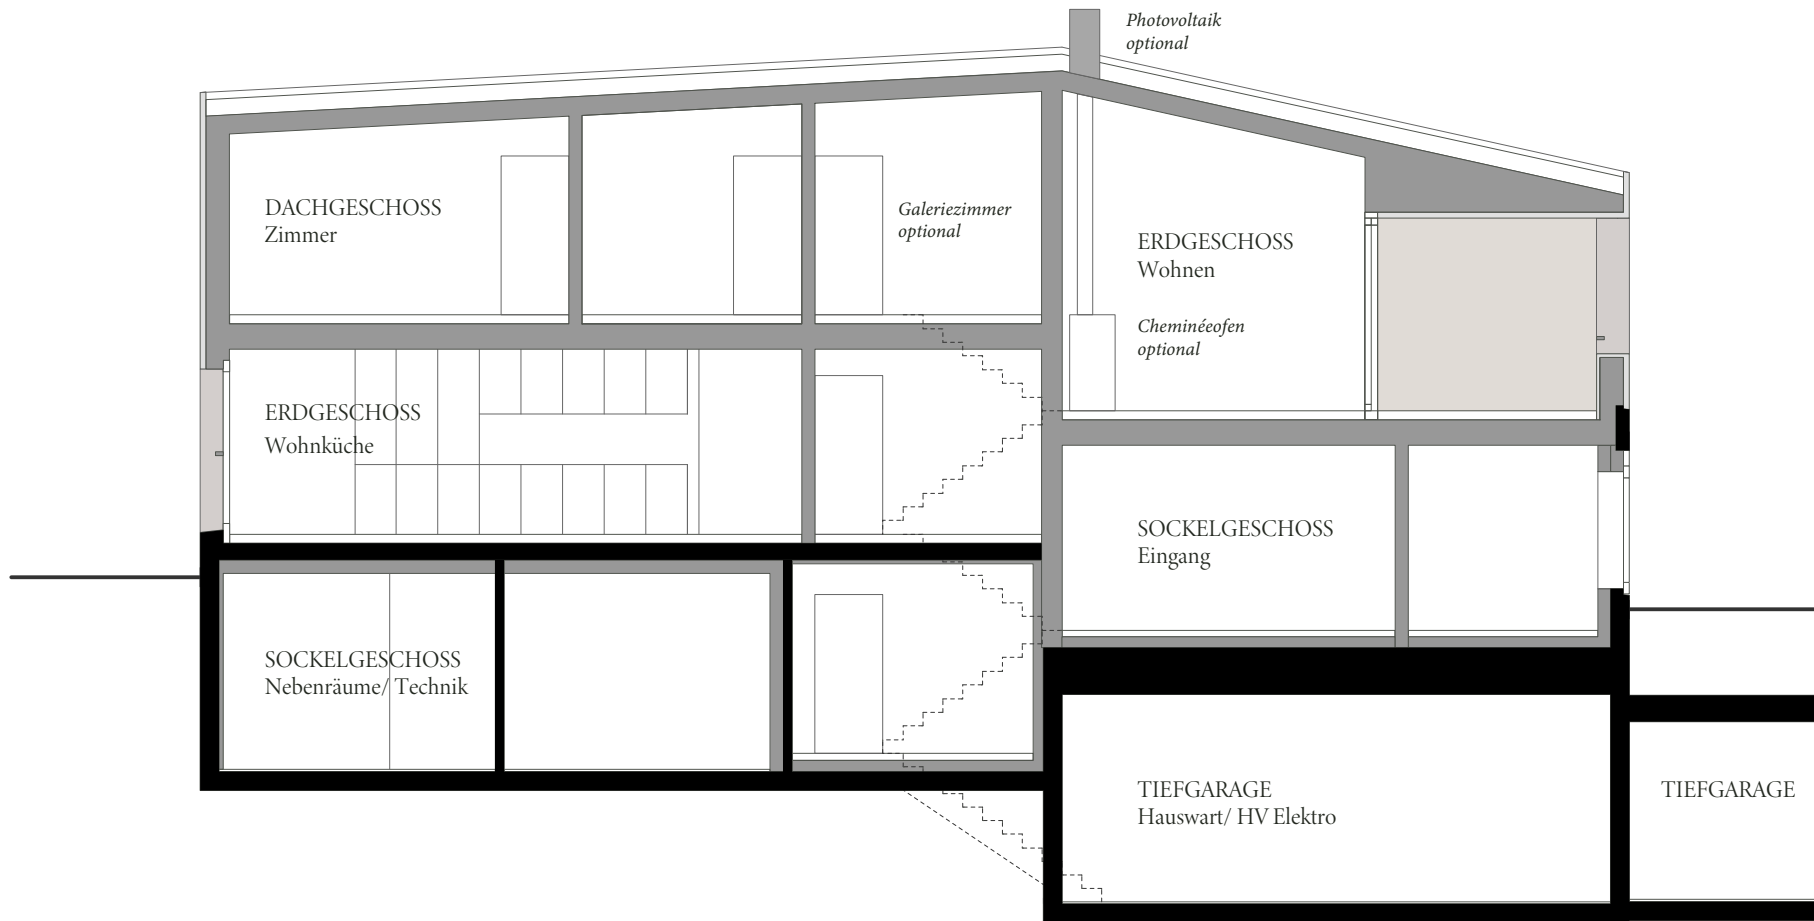 Photovoltaik
optional
DACHGESCHOSS
Zimmer
Galeriezimmer
optional
ERDGESCHOSS
Wohnen
Cheminéeofen
optional
ERDGESCHOSS
Wohnküche
SOCKELGESCHOSS
Eingang
SOCKELGESCHOSS
Nebenräume/ Technik
TIEFGARAGE
Hauswart/ HV Elektro
TIEFGARAGE